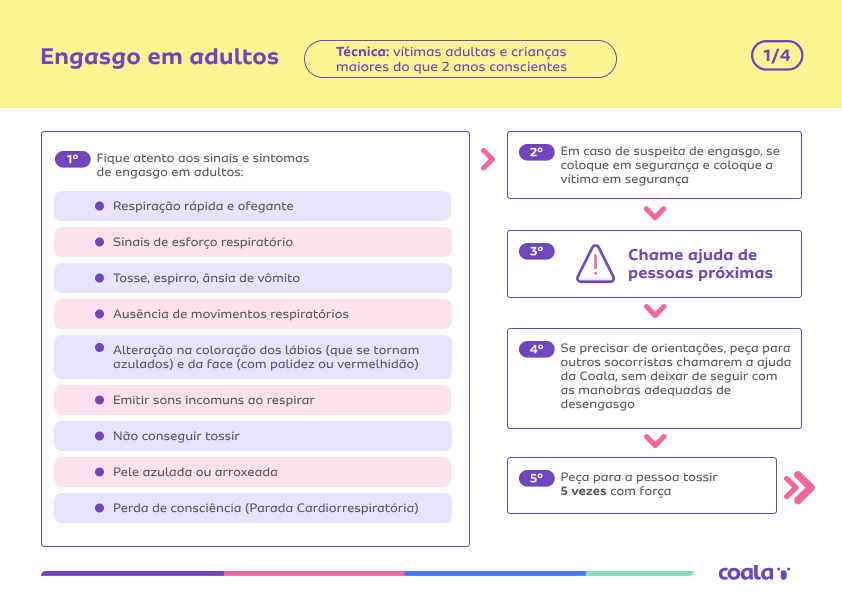 Engasgo em adultos
Técnica: vítimas adultas e crianças
maiores do que 2 anos conscientes
1/4
1º
Fique atento aos sinais e sintomas
de engasgo em adultos:
Respiração rápida e ofegante
Sinais de esforço respiratório
Tosse, espirro, ânsia de vômito
Ausência de movimentos respiratórios
Alteração na coloração dos lábios (que se tornam
azulados) e da face (com palidez ou vermelhidão)
Emitir sons incomuns ao respirar
Não conseguir tossir
Pele azulada ou arroxeada
Perda de consciência (Parada Cardiorrespiratória)
2º
Em caso de suspeita de engasgo, se
coloque em segurança e coloque a
vítima em segurança
3º
Chame ajuda de
pessoas próximas
4º
Se precisar de orientações, peça para
outros socorristas chamarem a ajuda
da Coala, sem deixar de seguir com
as manobras adequadas de
desengasgo
5º
Peça para a pessoa tossir
5 vezes com força
coala